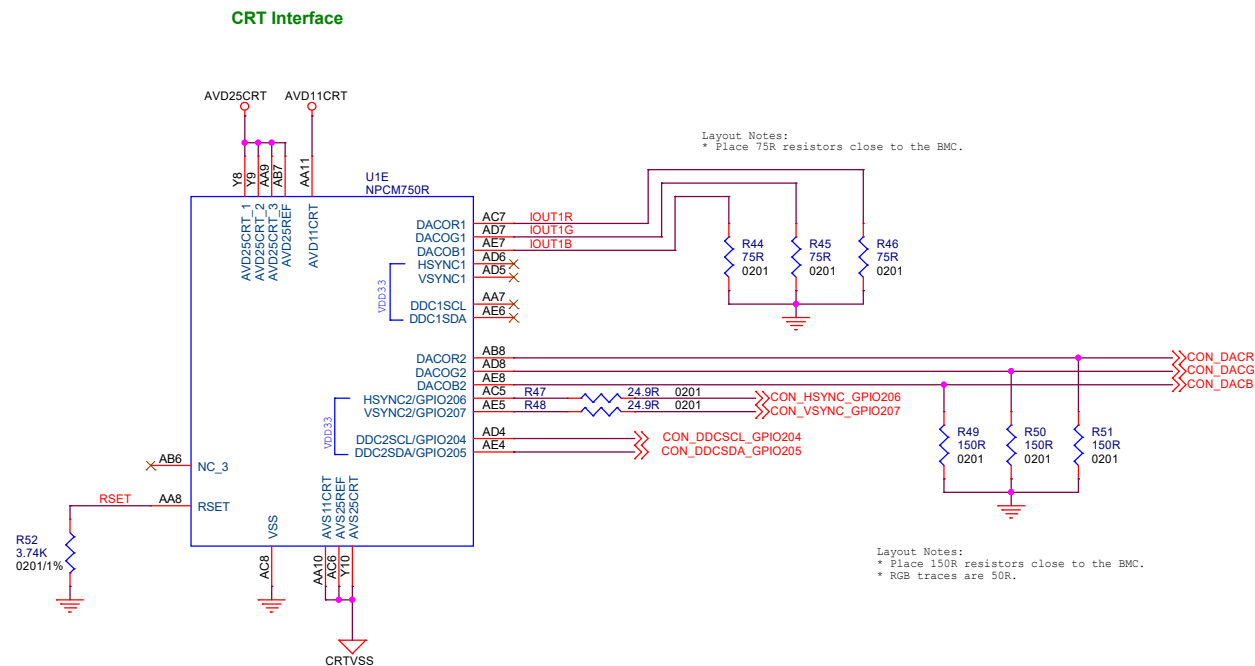 CRT Interface
AVD25CRT
AVD11CRT
Layout Notes:
* Place 75R resistors close to the BMC.
Y8
Y9
AA9
AB7
AA11
U1E
NPCM750R
AVD25CRT_1
AVD25CRT_2
AVD25CRT_3
AVD25REF
AVD11CRT
DACOR1 AC7 IOUT1R
DACOG1 AD7 IOUT1G
DACOB1 AE7 IOUT1B
HSYNC1 AD6
VSYNC1 AD5
VDD33
DDC1SCL AA7
DDC1SDA AE6
R44
75R
0201
R45
75R
0201
R46
75R
0201
DACOR2 AB8 CON_DACR
DACOG2 AD8 CON_DACG
DACOB2 AE8 CON_DACB
HSYNC2/GPIO206 AC5 R47 24.9R 0201 CON_HSYNC_GPIO206
VSYNC2/GPIO207 AE5 R48 24.9R 0201 CON_VSYNC_GPIO207
VDD33
DDC2SCL/GPIO204 AD4 CON_DDCSCL_GPIO204
DDC2SDA/GPIO205 AE4 CON_DDCSDA_GPIO205
R49
150R
0201
R50
150R
0201
R51
150R
0201
AB6 NC_3
RSET AA8 RSET
R52
3.74K
0201/1%
VSS
AVS11CRT
AVS25REF
AVS25CRT
AC8
AA10
AC6
Y10
CRTVSS
Layout Notes:
* Place 150R resistors close to the BMC.
* RGB traces are 50R.